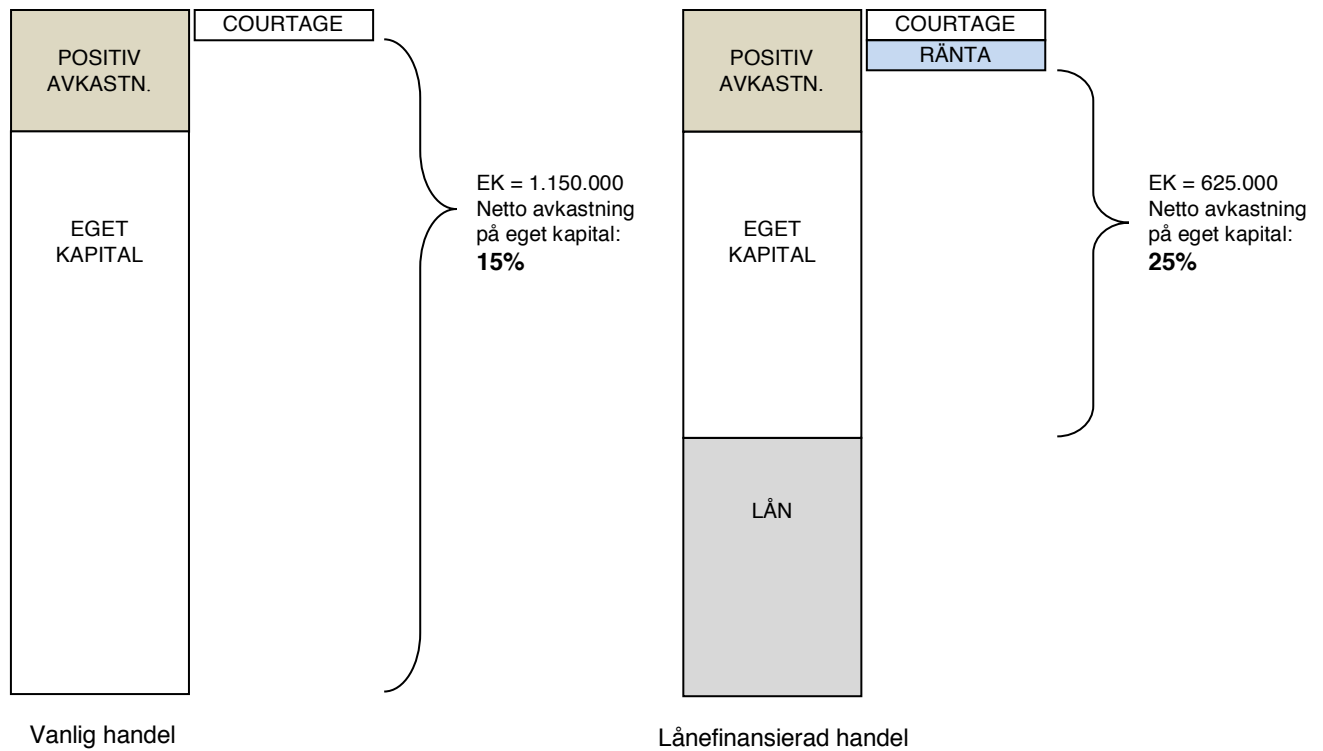 COURTAGE
POSITIV
AVKASTN.
EGET
KAPITAL
EK = 1.150.000
Netto avkastning
på eget kapital:
15%
Vanlig handel
COURTAGE
RÄNTA
POSITIV
AVKASTN.
EGET
KAPITAL
EK = 625.000
Netto avkastning
på eget kapital:
25%
LÅN
Lånefinansierad handel